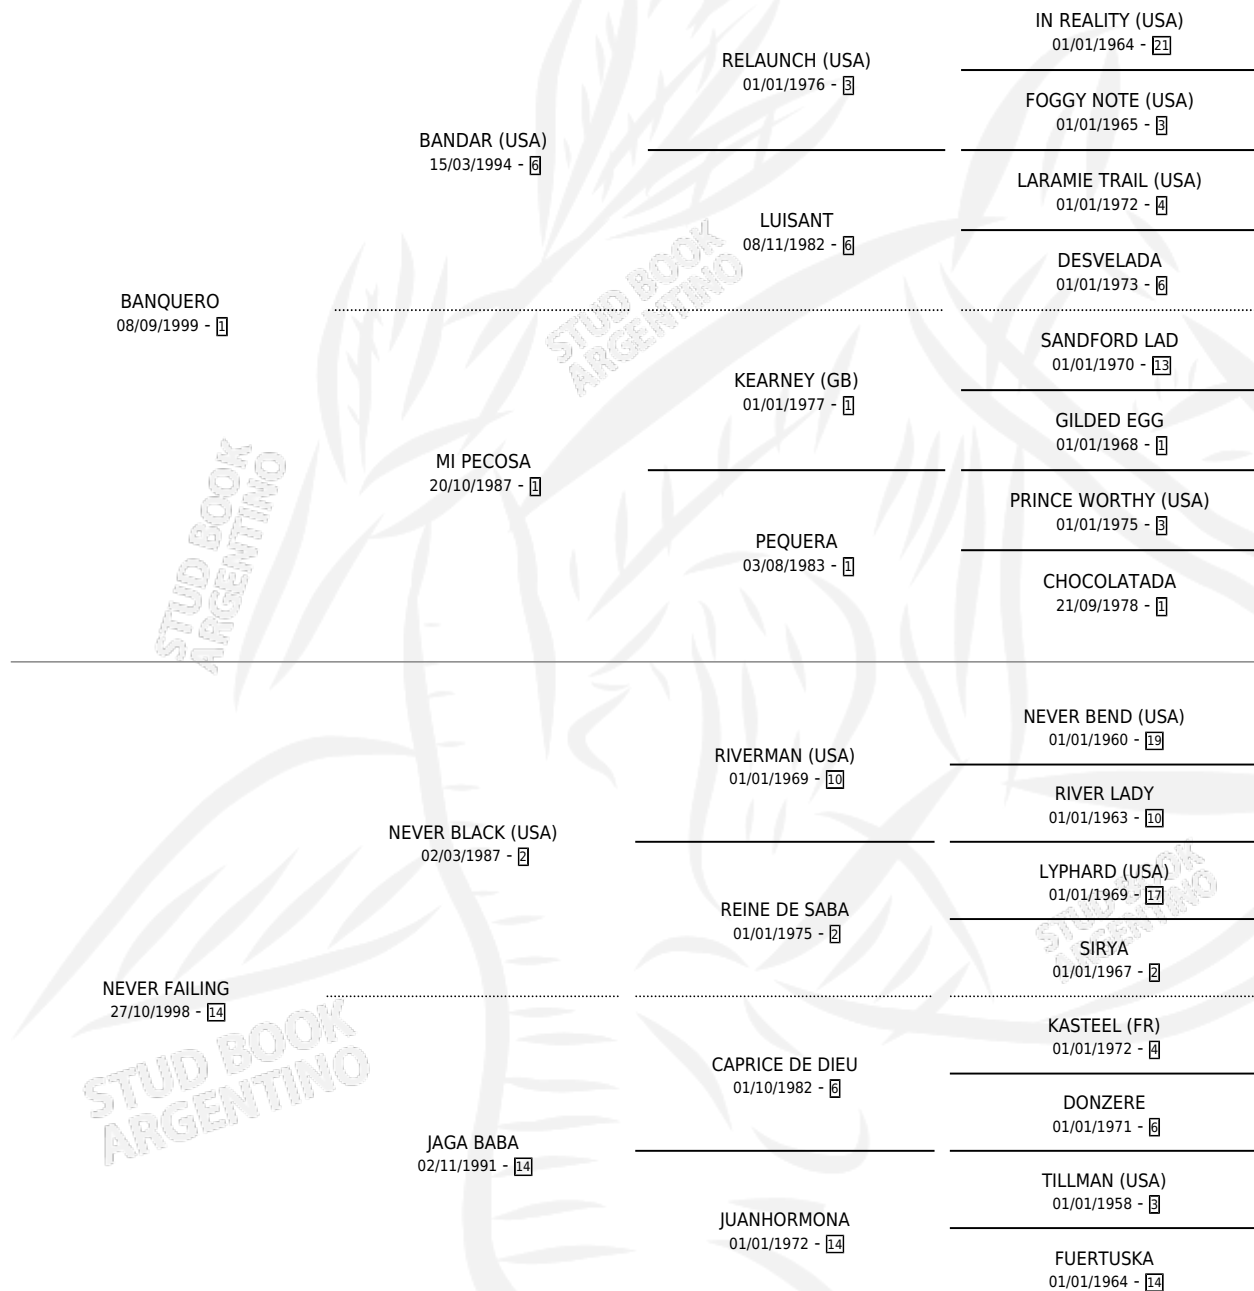 IN REALITY (USA)
01/01/1964 - 21
RELAUNCH (USA)
01/01/1976 - 3
FOGGY NOTE (USA)
01/01/1965 - 3
BANDAR (USA)
15/03/1994 - 6
LARAMIE TRAIL (USA)
01/01/1972 - 4
LUISANT
08/11/1982 - 6
DESVELADA
01/01/1973 - 6
BANQUERO
08/09/1999 - 1
STUD BOOK
ARGENTINO
SANDFORD LAD
01/01/1970 - 13
KEARNEY (GB)
01/01/1977 - 1
GILDED EGG
01/01/1968 - 1
MI PECOSA
20/10/1987 - 1
PRINCE WORTHY (USA)
01/01/1975 - 3
PEQUERA
03/08/1983 - 1
CHOCOLATADA
21/09/1978 - 1
STUD BOOK
ARGENTINO
NEVER BEND (USA)
01/01/1960 - 19
RIVERMAN (USA)
01/01/1969 - 10
RIVER LADY
01/01/1963 - 10
NEVER BLACK (USA)
02/03/1987 - 2
LYPHARD (USA)
01/01/1969 - 17
REINE DE SABA
01/01/1975 - 2
STUD BOOK
ARGENTINO
SIRYA
01/01/1967 - 2
NEVER FAILING
27/10/1998 - 14
STUD BOOK
ARGENTINO
KASTEEL (FR)
01/01/1972 - 4
CAPRICE DE DIEU
01/10/1982 - 6
DONZERE
01/01/1971 - 6
JAGA BABA
02/11/1991 - 14
TILLMAN (USA)
01/01/1958 - 3
JUANHORMONA
01/01/1972 - 14
FUERTUSKA
01/01/1964 - 14